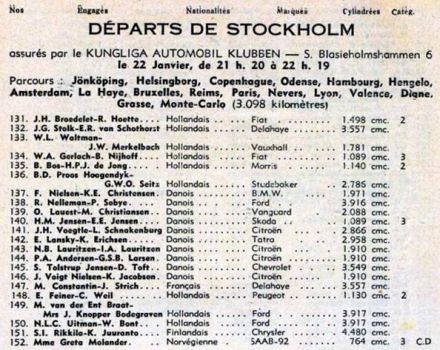 Nos Engagés Nationalités Marques Cylindrées Catég.
DÉPARTS DE STOCKHOLM
assurés par le KUNGLIGA AUTOMOBIL KLUBBEN — S. Blasieholmshammen 6
le 22 Janvier, de 21 h. 20 à 22 h. 19
Parcours : Jönköping, Helsingborg, Copenhague, Odense, Hambourg, Hengelo,
Amsterdam, La Haye, Bruxelles, Reims, Paris, Nevers, Lyon, Valence, Digne.
Grasse, Monte-Carlo (3.098 kilomètres)
131. J.H. Broedelet-R. Hoette.... Hollandais . Fiat ........ 1.498 cmc. 2
132. J.G. Stolk-E.R. van Schothorst Hollandais . Delahaye .... 3.557 cmc.
133. W.L. Waltman-
J.W. Merkelbach Hollandais . Vauxhall .... 1.781 cmc.
134. W.A. Gerlach-B. Nijhoff.... Hollandais . Fiat ........ 1.089 cmc. 3
135. B. Bos-H.P.J. de Jong...... Hollandais . Morris ...... 1.140 cmc. 2
136. B.D. Proos Hoogendyk-
G.W.O. Seitz Hollandais . Studebaker .. 2.786 cmc.
137. F. Nielsen-K.E. Christensen. Danois ..... B.M.W. ...... 1.971 cmc.
138. R. Nelleman-P. Sobye...... Danois ..... Ford ........ 3.916 cmc.
139. O. Lauest-M. Christiansen.. Danois ..... Vanguard .... 2.088 cmc.
140. H.M. Jensen-E.E. Jensen.... Danois ..... Skoda ....... 1.089 cmc. 3
141. J.H. Voegtle-L. Schnakenburg Danois ..... Citroën ..... 2.866 cmc.
142. E. Lansky-K. Erichsen...... Danois ..... Tatra ....... 2.958 cmc.
143. N.B. Lauritzen-I.A. Lauritzen Danois ..... Citroën ..... 1.910 cmc.
144. P.A. Andersen-G.S.B. Larsen. Danois ..... Citroën ..... 1.910 cmc.
145. S. Tolstrup Jensen-D. Toft.. Danois ..... Chevrolet ... 3.549 cmc.
146. J. Voigt Nielsen-K. Jacobsen. Danois ..... Citroën ..... 1.910 cmc.
147. M. Constantin-J. Strich..... Français ... Delahaye .... 3.557 cmc.
148. E. Feiner-C. Weil.......... Hollandais . Peugeot ..... 1.130 cmc. 2
149. M. van der Ent Braat-
Mrs J. Knopper Bodegraven Hollandais . Ford ........ 3.917 cmc.
150. N.L.C. Uitman-W. Bont..... Hollandais . Ford ........ 3.917 cmc.
151. S.I. Rikkila-K. Juuranto.... Finlandais . Chrysler .... 4.480 cmc.
152. Mme Greta Molander........ Norvégienne . SAAB-92 ..... 764 cmc. 3 C.D